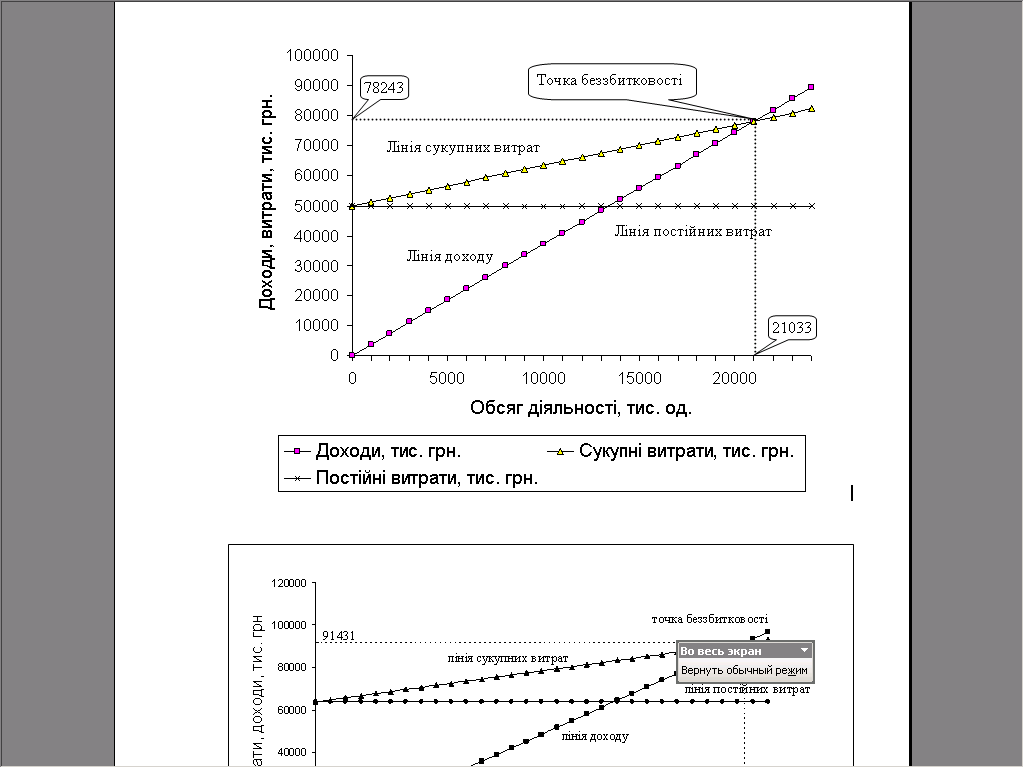 100000
90000
80000
70000
60000
50000
40000
30000
20000
10000
0
Доходи, витрати, тис. грн.
78243
Точка беззбитковості
Лінія сукупних витрат
Лінія постійних витрат
Лінія доходу
21033
0 5000 10000 15000 20000
Обсяг діяльності, тис. од.
Доходи, тис. грн. Сукупні витрати, тис. грн.
Постійні витрати, тис. грн.
120000
100000
80000
60000
40000
ати, доходи, тис. грн
91431
точка беззбитковості
лінія сукупних витрат
Во весь экран
Вернуть обычный режим
лінія постійних витрат
лінія доходу